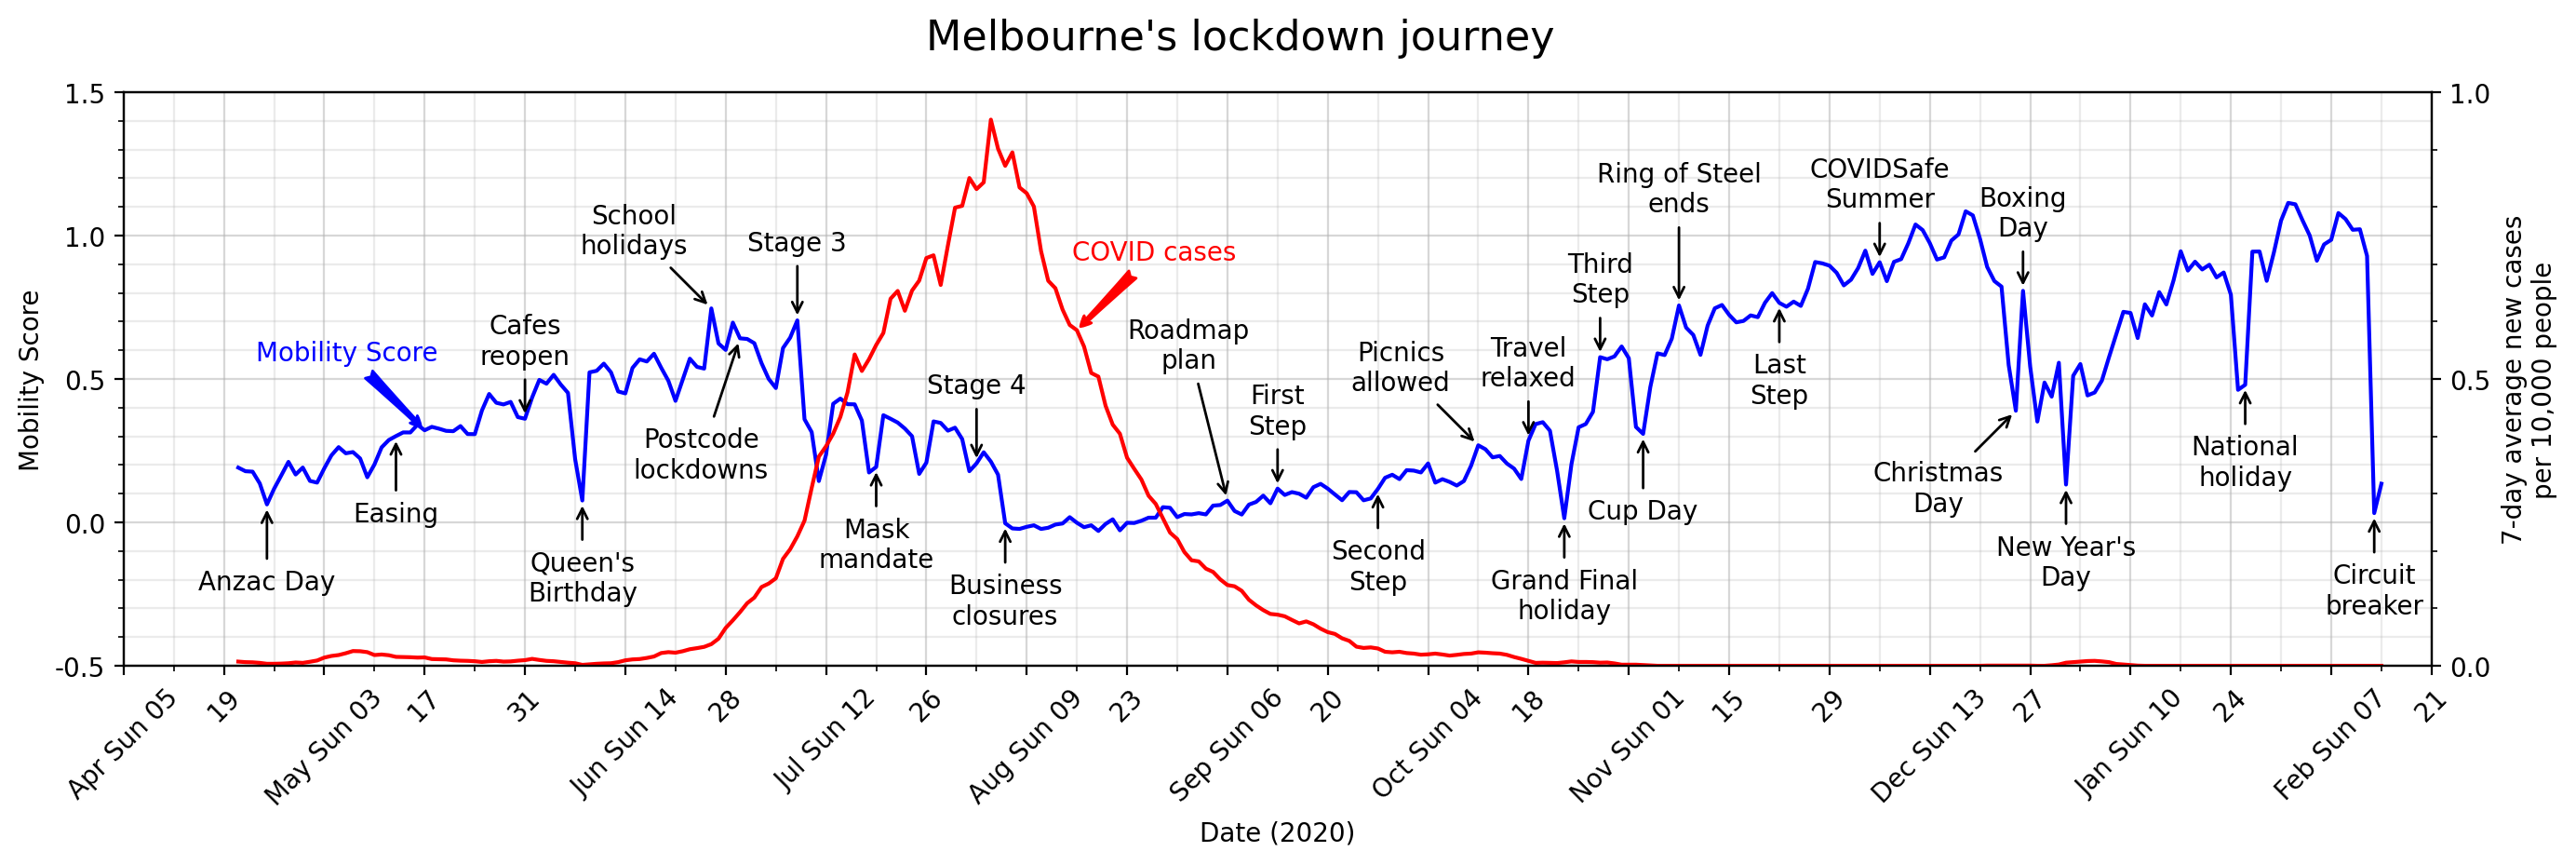 Melbourne's lockdown journey
Mobility Score
1.5
1.0
0.5
0.0
-0.5
1.0
0.5
0.0
7-day average new cases
per 10,000 people
Mobility Score
COVID cases
Anzac Day
Easing
Cafes
reopen
Queen's
Birthday
School
holidays
Postcode
lockdowns
Stage 3
Mask
mandate
Stage 4
Business
closures
Roadmap
plan
First
Step
Second
Step
Picnics
allowed
Travel
relaxed
Grand Final
holiday
Third
Step
Cup Day
Ring of Steel
ends
Last
Step
COVIDSafe
Summer
Christmas
Day
Boxing
Day
New Year's
Day
National
holiday
Circuit
breaker
Apr Sun 05
19
May Sun 03
17
31
Jun Sun 14
28
Jul Sun 12
26
Aug Sun 09
23
Sep Sun 06
20
Oct Sun 04
18
Nov Sun 01
15
29
Dec Sun 13
27
Jan Sun 10
24
Feb Sun 07
21
Date (2020)